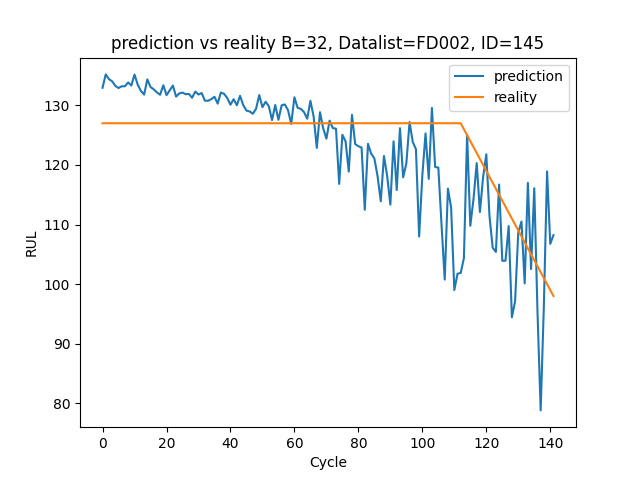 prediction vs reality B=32, Datalist=FD002, ID=145
prediction
reality
RUL
130
120
110
100
90
80
0 20 40 60 80 100 120 140
Cycle